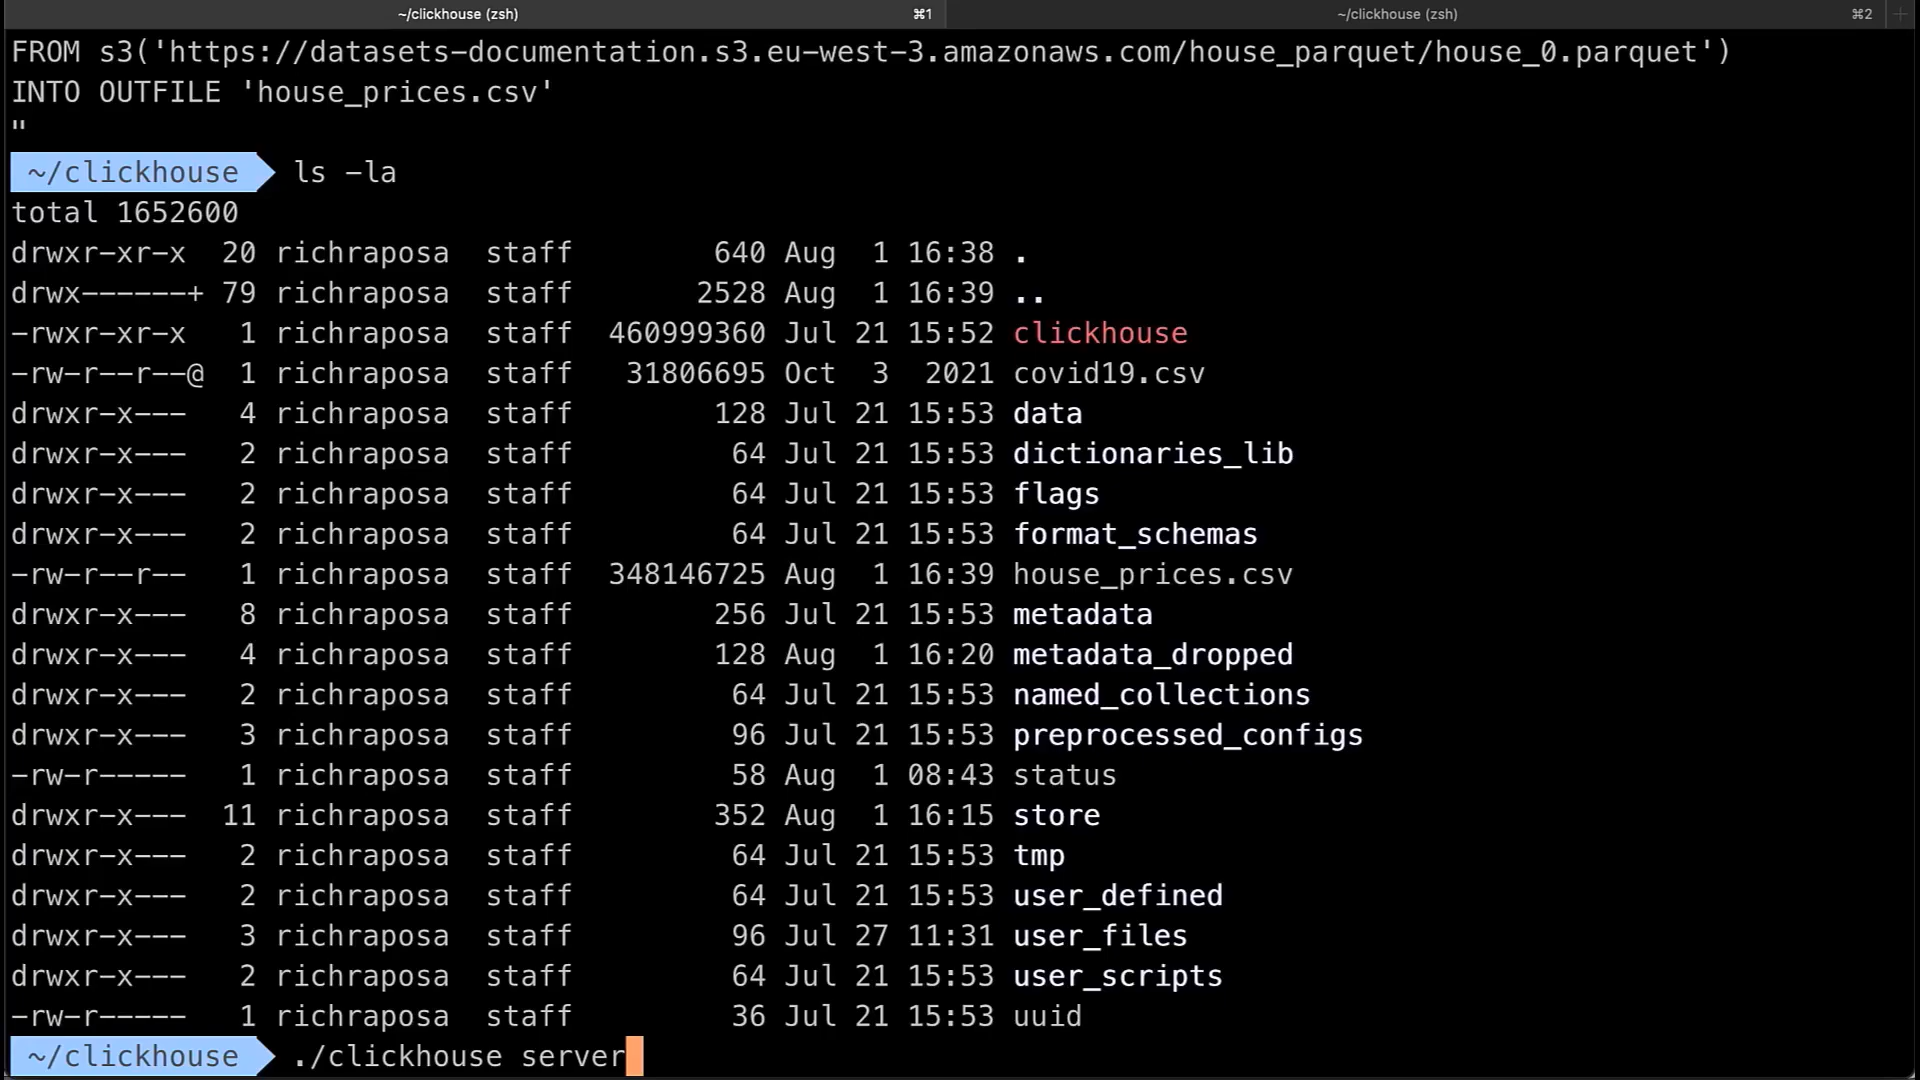 ~/clickhouse (zsh) ⌘1 ~/clickhouse (zsh) ⌘2 +
FROM s3('https://datasets-documentation.s3.eu-west-3.amazonaws.com/house_parquet/house_0.parquet')
INTO OUTFILE 'house_prices.csv'
"
~/clickhouse ls -la
total 1652600
drwxr-xr-x 20 richraposa staff 640 Aug 1 16:38 .
drwx------+ 79 richraposa staff 2528 Aug 1 16:39 ..
-rwxr-xr-x 1 richraposa staff 460999360 Jul 21 15:52 clickhouse
-rw-r--r--@ 1 richraposa staff 31806695 Oct 3 2021 covid19.csv
drwxr-x--- 4 richraposa staff 128 Jul 21 15:53 data
drwxr-x--- 2 richraposa staff 64 Jul 21 15:53 dictionaries_lib
drwxr-x--- 2 richraposa staff 64 Jul 21 15:53 flags
drwxr-x--- 2 richraposa staff 64 Jul 21 15:53 format_schemas
-rw-r--r-- 1 richraposa staff 348146725 Aug 1 16:39 house_prices.csv
drwxr-x--- 8 richraposa staff 256 Jul 21 15:53 metadata
drwxr-x--- 4 richraposa staff 128 Aug 1 16:20 metadata_dropped
drwxr-x--- 2 richraposa staff 64 Jul 21 15:53 named_collections
drwxr-x--- 3 richraposa staff 96 Jul 21 15:53 preprocessed_configs
-rw-r----- 1 richraposa staff 58 Aug 1 08:43 status
drwxr-x--- 11 richraposa staff 352 Aug 1 16:15 store
drwxr-x--- 2 richraposa staff 64 Jul 21 15:53 tmp
drwxr-x--- 2 richraposa staff 64 Jul 21 15:53 user_defined
drwxr-x--- 3 richraposa staff 96 Jul 27 11:31 user_files
drwxr-x--- 2 richraposa staff 64 Jul 21 15:53 user_scripts
-rw-r----- 1 richraposa staff 36 Jul 21 15:53 uuid
~/clickhouse ./clickhouse server